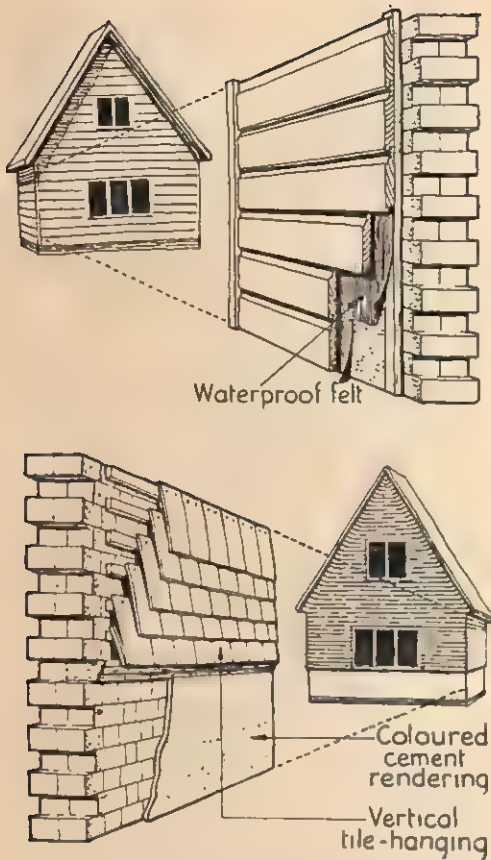 Waterproof felt
Coloured
cement
rendering
Vertical
tile-hanging